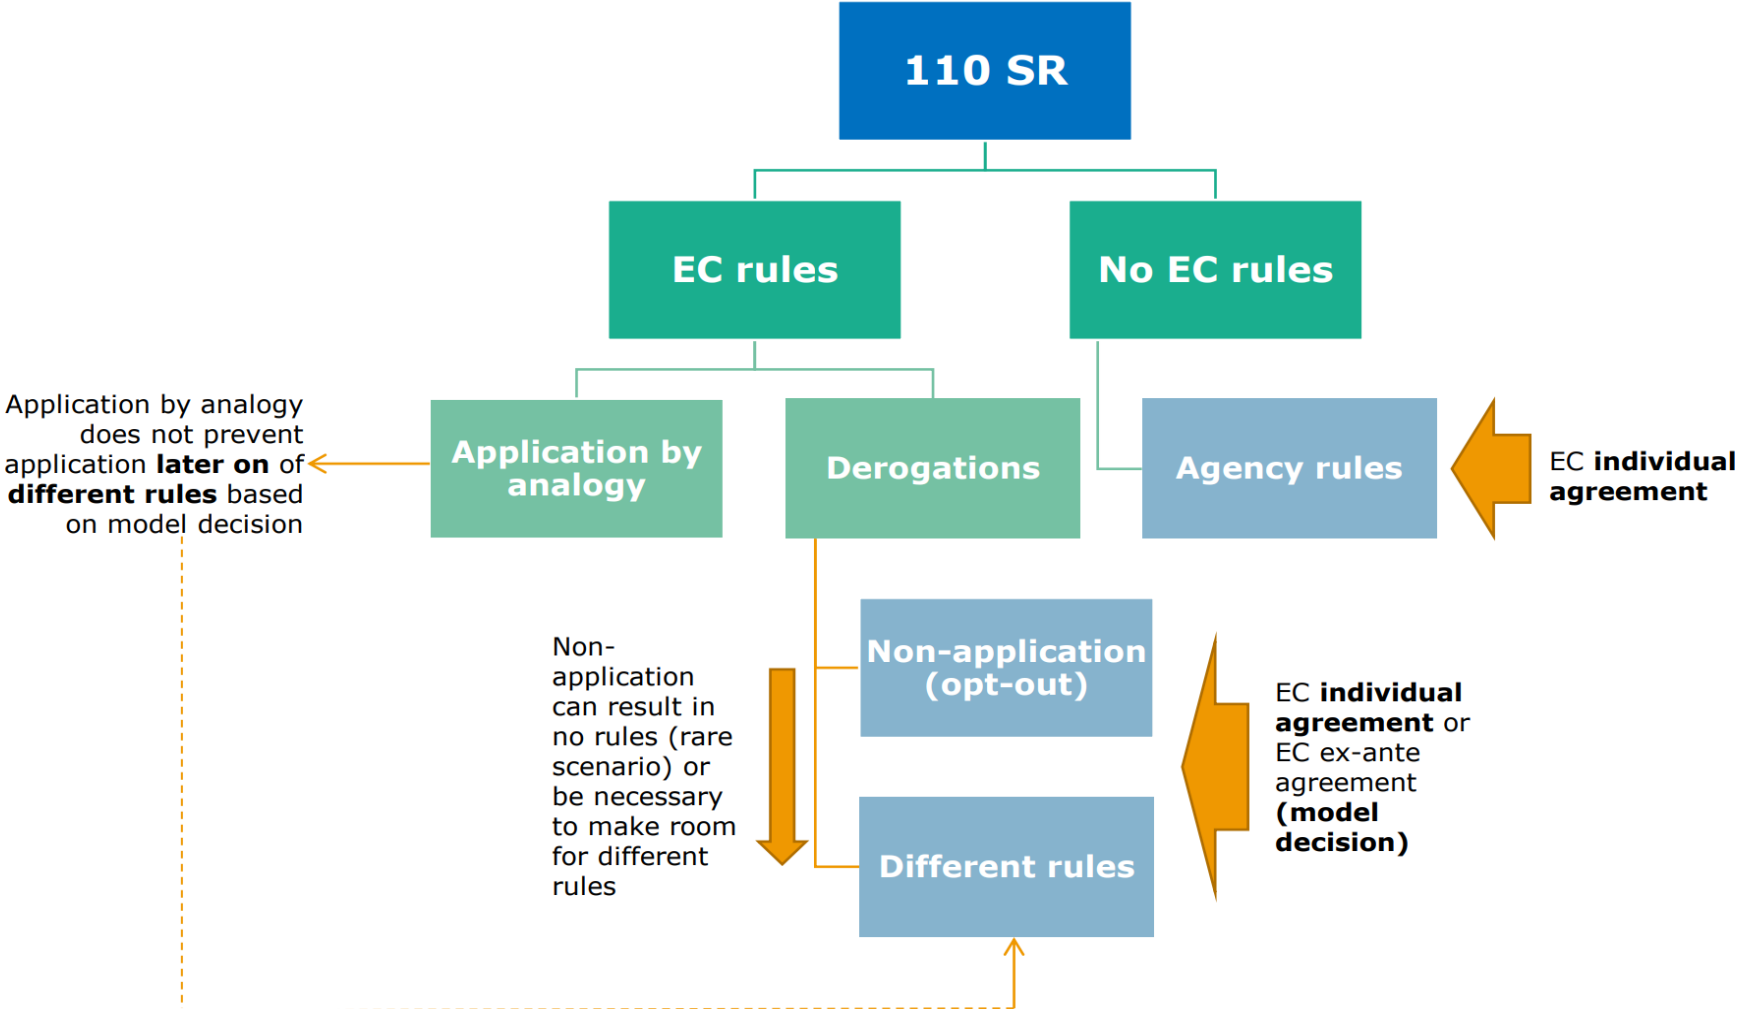 110 SR
EC rules
No EC rules
Application by analogy
does not prevent
application later on of
different rules based
on model decision
Application by
analogy
Derogations
Agency rules
EC individual
agreement
Non-
application
can result in
no rules (rare
scenario) or
be necessary
to make room
for different
rules
Non-application
(opt-out)
Different rules
EC individual
agreement or
EC ex-ante
agreement
(model
decision)